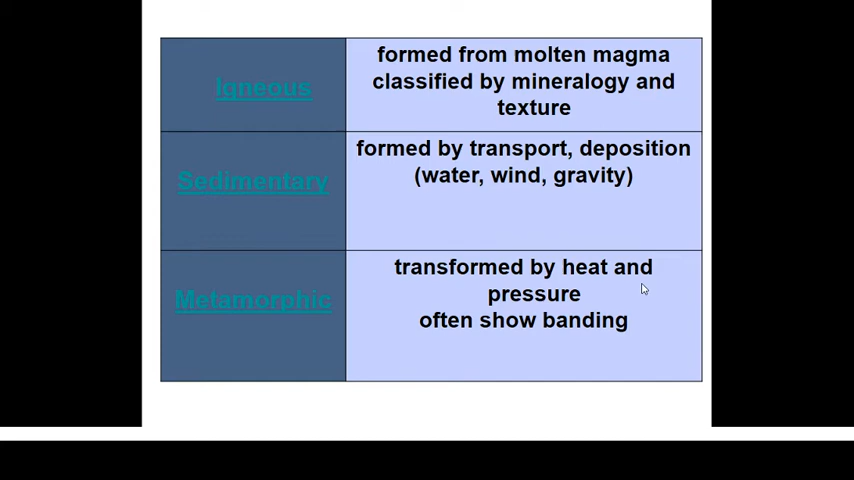 Igneous
formed from molten magma
classified by mineralogy and
texture
Sedimentary
formed by transport, deposition
(water, wind, gravity)
Metamorphic
transformed by heat and
pressure
often show banding